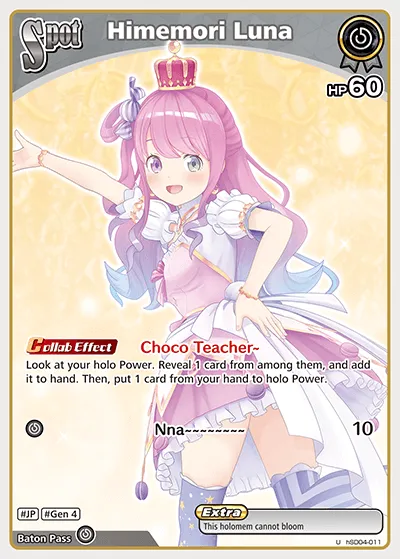 Spot
Himemori Luna
HP60
Collab Effect
Choco Teacher~
Look at your holo Power. Reveal 1 card from among them, and add
it to hand. Then, put 1 card from your hand to holo Power.
Nna~~~~~~~~ 10
#JP #Gen 4
Extra
This holomem cannot bloom
Baton Pass
U hSD04-011